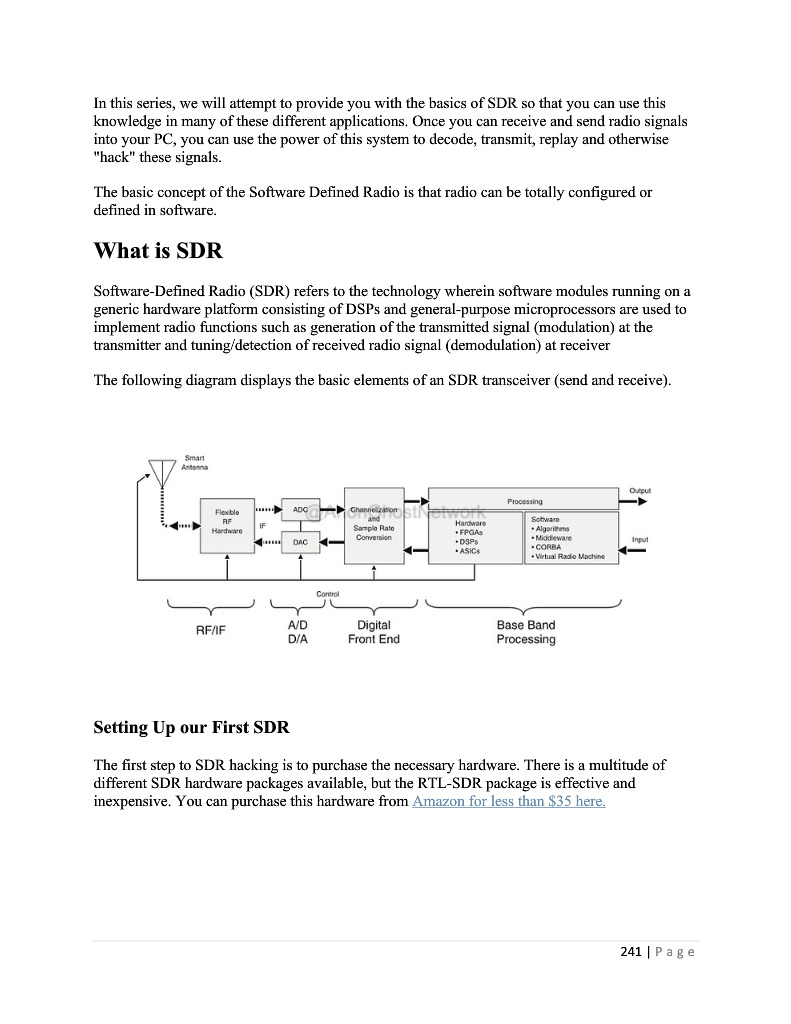 In this series, we will attempt to provide you with the basics of SDR so that you can use this
knowledge in many of these different applications. Once you can receive and send radio signals
into your PC, you can use the power of this system to decode, transmit, replay and otherwise
"hack" these signals.
The basic concept of the Software Defined Radio is that radio can be totally configured or
defined in software.
What is SDR
Software-Defined Radio (SDR) refers to the technology wherein software modules running on a
generic hardware platform consisting of DSPs and general-purpose microprocessors are used to
implement radio functions such as generation of the transmitted signal (modulation) at the
transmitter and tuning/detection of received radio signal (demodulation) at receiver
The following diagram displays the basic elements of an SDR transceiver (send and receive).
Smart
Antenna
Flexible
RF
Hardware
IF
ADC
DAC
Channelization
and
Sample Rate
Conversion
Processing
Hardware
• FPGAs
• DSPs
• ASICs
Software
• Algorithms
• Middleware
• CORBA
• Virtual Radio Machine
Output
Input
@AnonGhostNetwork
Control
RF/IF
A/D
D/A
Digital
Front End
Base Band
Processing
Setting Up our First SDR
The first step to SDR hacking is to purchase the necessary hardware. There is a multitude of
different SDR hardware packages available, but the RTL-SDR package is effective and
inexpensive. You can purchase this hardware from Amazon for less than $35 here.
241 | P a g e